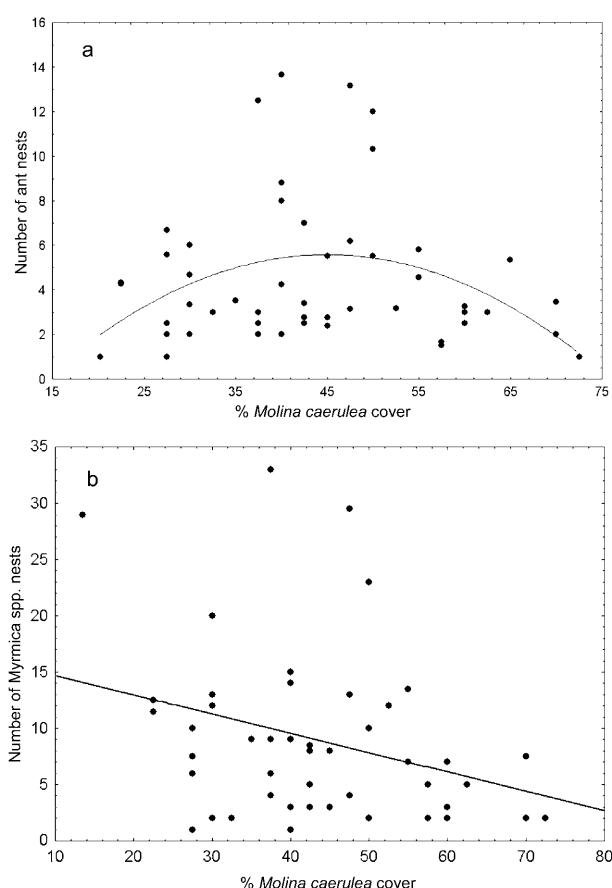 16
14
12
10
8
6
4
2
0
a
Number of ant nests
15 25 35 45 55 65 75
% Molina caerulea cover
35
30
25
20
15
10
5
0
b
Number of Myrmica spp. nests
10 20 30 40 50 60 70 80
% Molina caerulea cover